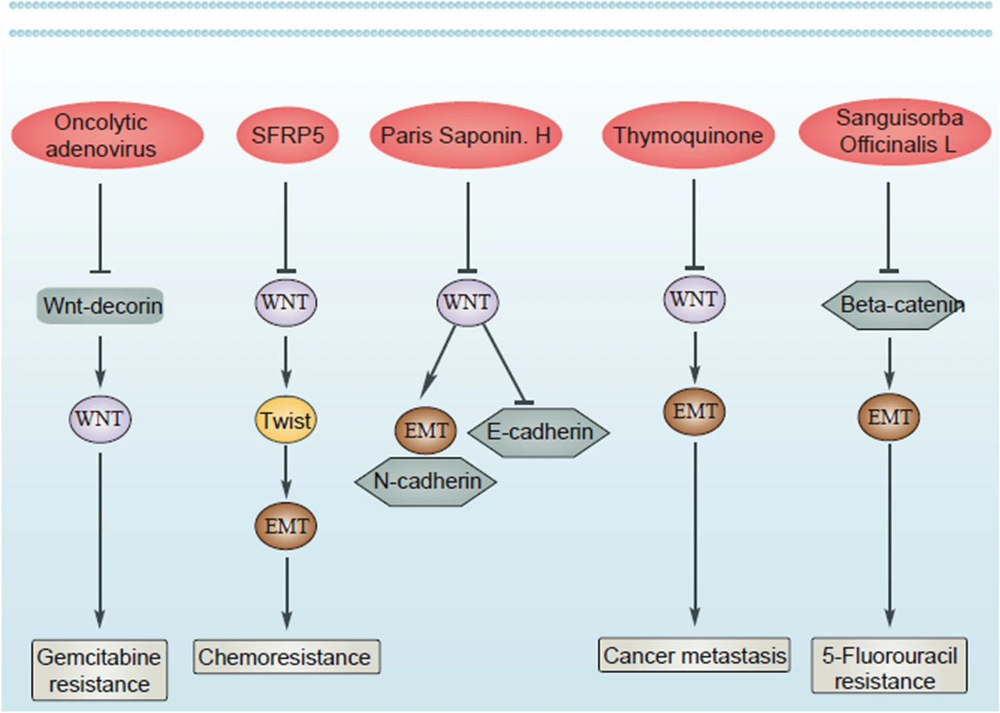 Oncolytic
adenovirus
SFRP5
Paris Saponin. H
Thymoquinone
Sanguisorba
Officinalis L
Wnt-decorin
WNT
WNT
WNT
Beta-catenin
WNT
Twist
EMT
E-cadherin
N-cadherin
EMT
EMT
EMT
Gemcitabine
resistance
Chemoresistance
Cancer metastasis
5-Fluorouracil
resistance